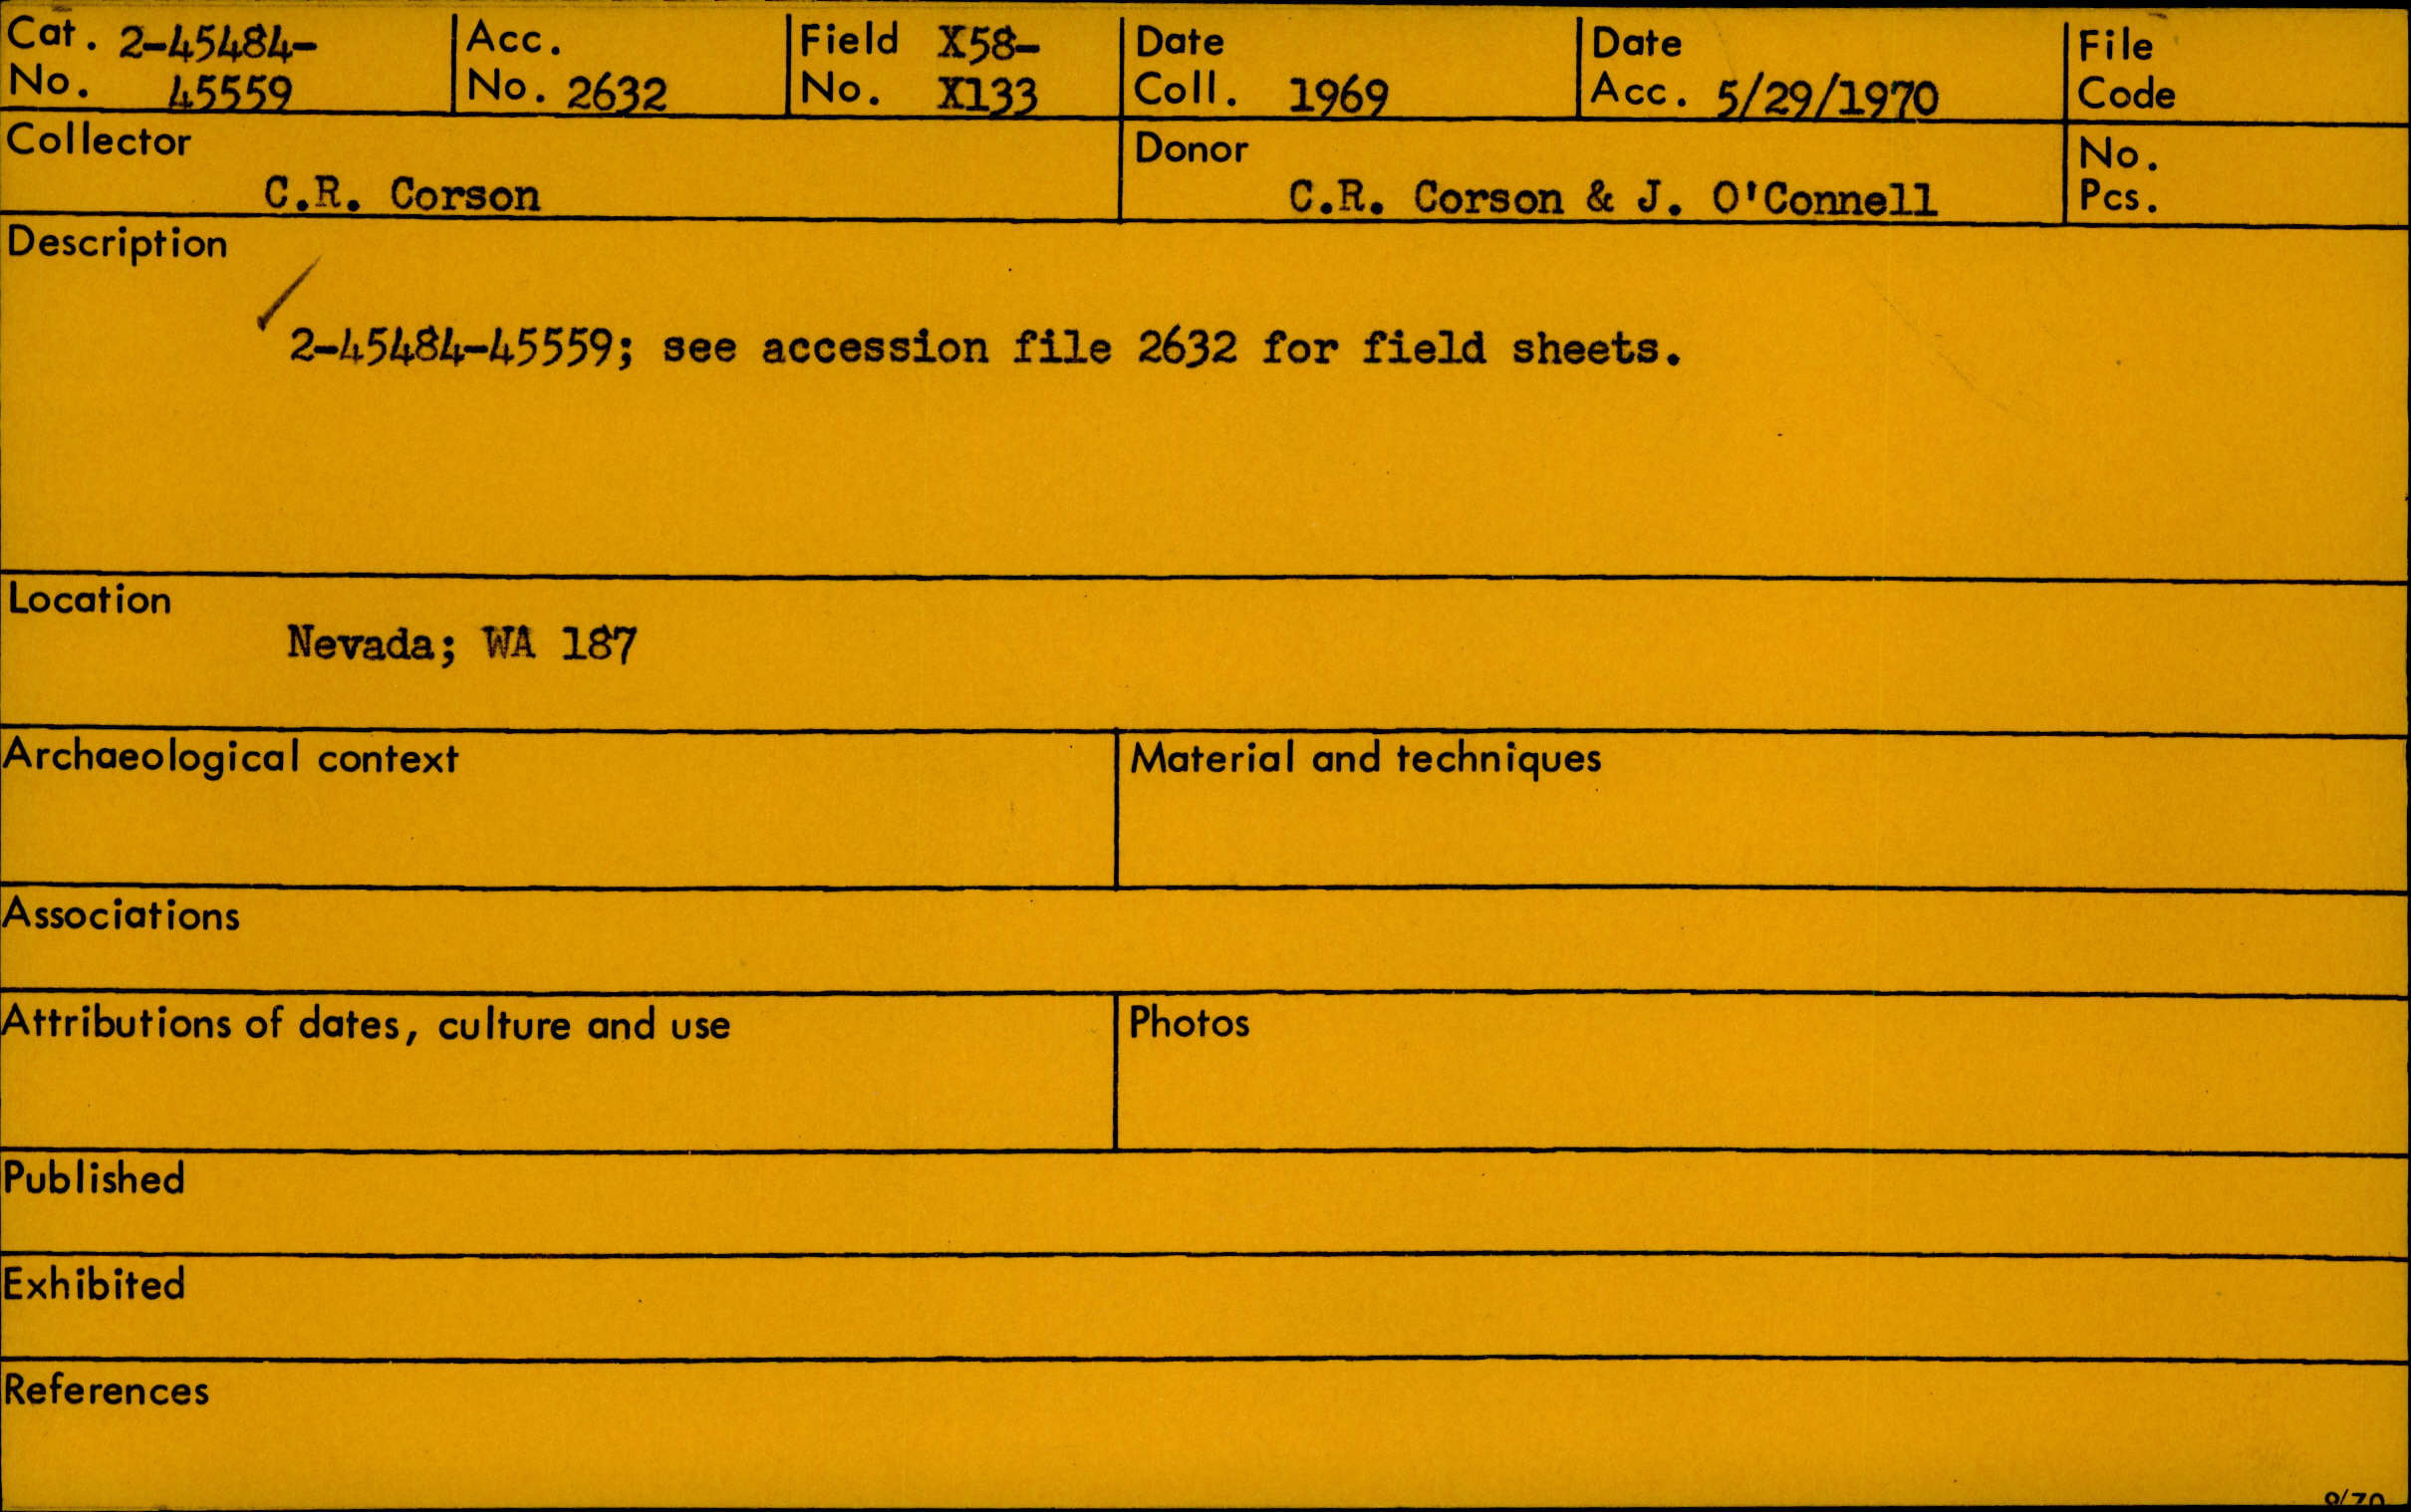 Cat. No. 2-45484-45559
Acc. No. 2632
Field No. X58-X133
Date Coll. 1969
Date Acc. 5/29/1970
File Code
Collector
C.R. Corson
Donor
C.R. Corson & J. O'Connell
No. Pcs.
Description
2-45484-45559; see accession file 2632 for field sheets.
Location
Nevada; WA 187
Archaeological context
Material and techniques
Associations
Attributions of dates, culture and use
Photos
Published
Exhibited
References